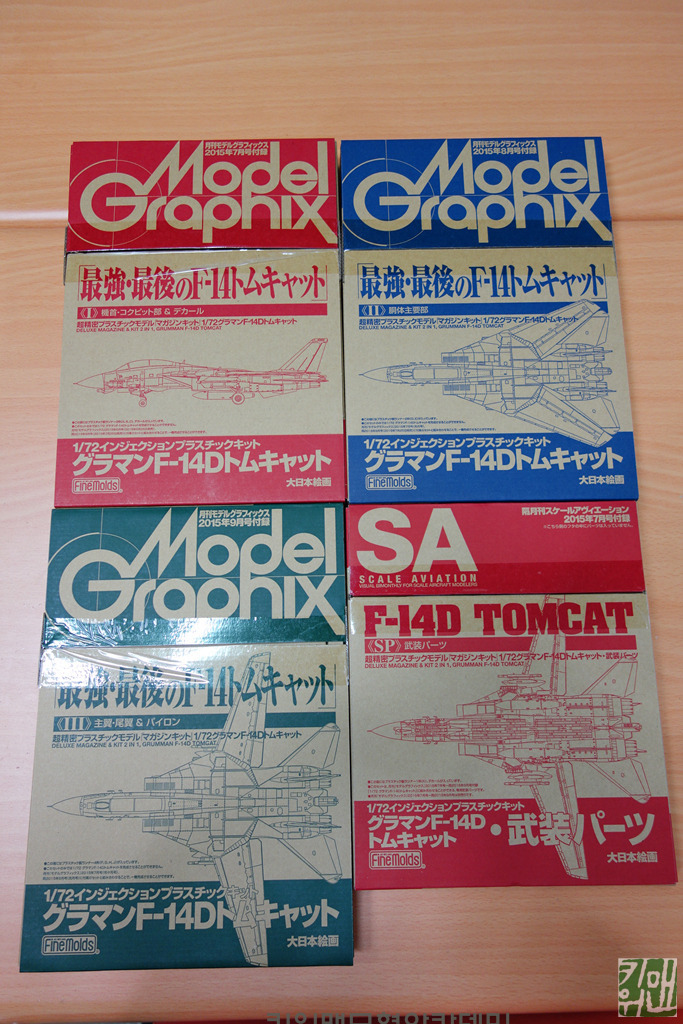 月刊モデルグラフィックス
2015年7月号付録
Model
Graphix
「最強・最後のF-14トムキャット」
《I》機首・コクピット部 & デカール
超精密プラスチックモデル「マガジンキット」1/72グラマンF-14Dトムキャット
DELUXE MAGAZINE & KIT 2 IN 1, GRUMMAN F-14D TOMCAT
1/72インジェクションプラスチックキット
グラマンF-14Dトムキャット
FineMolds
大日本絵画
月刊モデルグラフィックス
2015年8月号付録
Model
Graphix
「最強・最後のF-14トムキャット」
《II》胴体主要部
超精密プラスチックモデル「マガジンキット」1/72グラマンF-14Dトムキャット
DELUXE MAGAZINE & KIT 2 IN 1, GRUMMAN F-14D TOMCAT
1/72インジェクションプラスチックキット
グラマンF-14Dトムキャット
FineMolds
大日本絵画
月刊モデルグラフィックス
2015年9月号付録
Model
Graphix
「最強・最後のF-14トムキャット」
《III》主翼・尾翼 & パイロン
超精密プラスチックモデル「マガジンキット」1/72グラマンF-14Dトムキャット
DELUXE MAGAZINE & KIT 2 IN 1, GRUMMAN F-14D TOMCAT
1/72インジェクションプラスチックキット
グラマンF-14Dトムキャット
FineMolds
大日本絵画
隔月刊スケールアヴィエーション
2015年7月号付録
SA
SCALE AVIATION
VISUAL BIMONTHLY FOR SCALE AIRCRAFT MODELERS
F-14D TOMCAT
《SP》武装パーツ
超精密プラスチックモデル「マガジンキット」1/72グラマンF-14Dトムキャット・武装パーツ
DELUXE MAGAZINE & KIT 2 IN 1, GRUMMAN F-14D TOMCAT
1/72インジェクションプラスチックキット
グラマンF-14D
トムキャット
・武装パーツ
FineMolds
大日本絵画